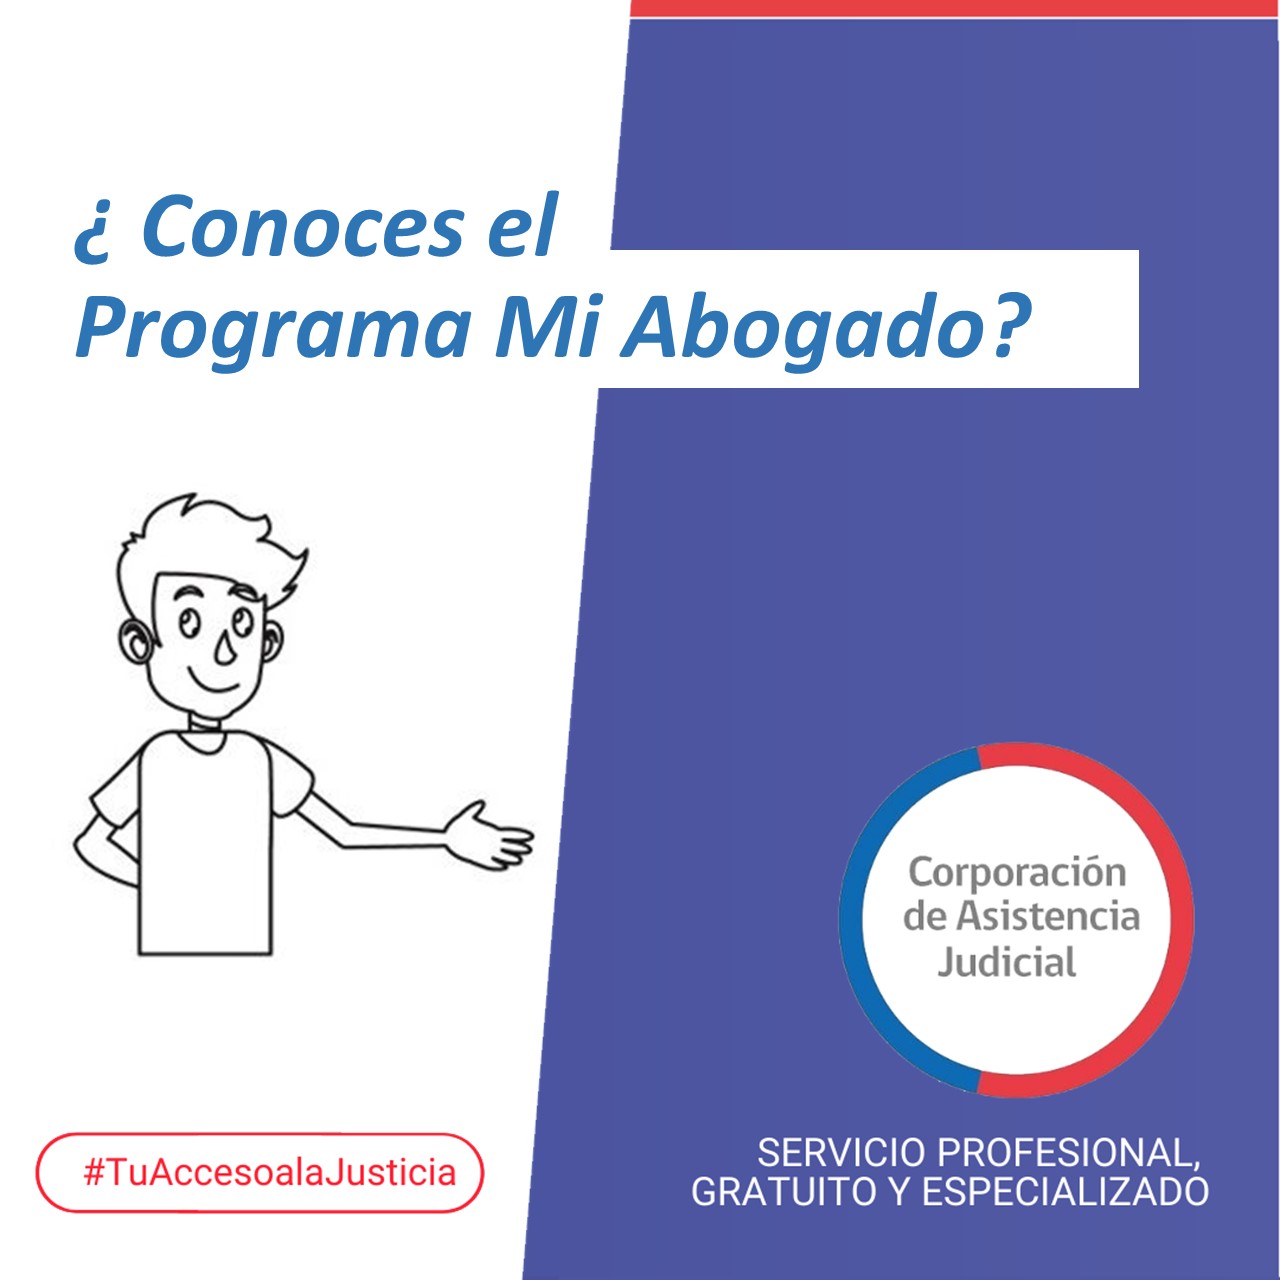 ¿ Conoces el
Programa Mi Abogado?
Corporación
de Asistencia
Judicial
#TuAccesoalaJusticia
SERVICIO PROFESIONAL,
GRATUITO Y ESPECIALIZADO